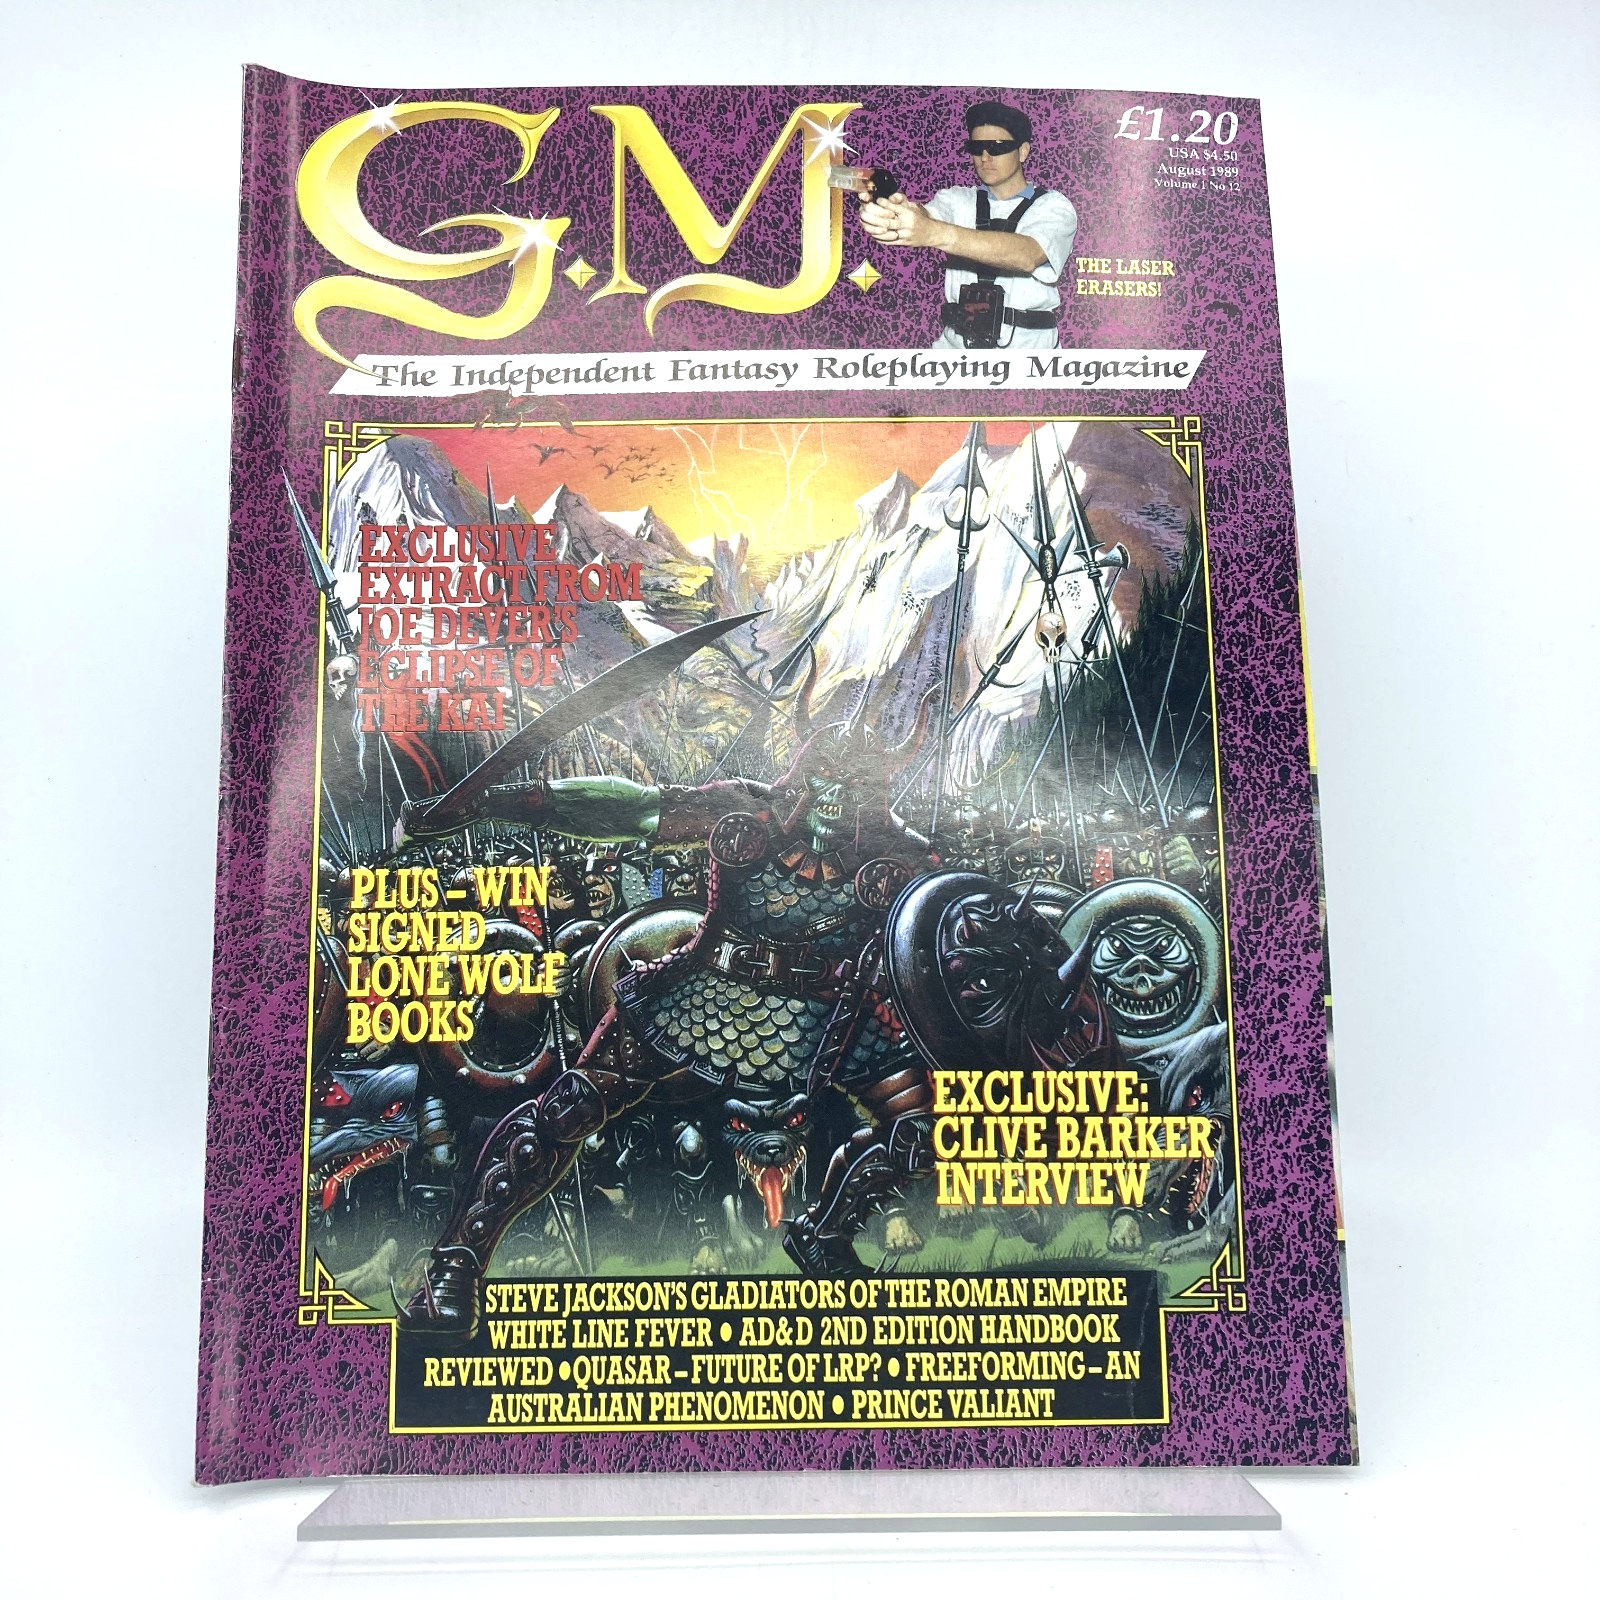 G.M.
£1.20
USA $4.50
August 1989
Volume 1 No 12
THE LASER
ERASERS!
The Independent Fantasy Roleplaying Magazine
EXCLUSIVE
EXTRACT FROM
JOE DEVER'S
ECLIPSE OF
THE KAI
PLUS – WIN
SIGNED
LONE WOLF
BOOKS
EXCLUSIVE:
CLIVE BARKER
INTERVIEW
STEVE JACKSON'S GLADIATORS OF THE ROMAN EMPIRE
WHITE LINE FEVER • AD&D 2ND EDITION HANDBOOK
REVIEWED • QUASAR – FUTURE OF LRP? • FREEFORMING – AN
AUSTRALIAN PHENOMENON • PRINCE VALIANT